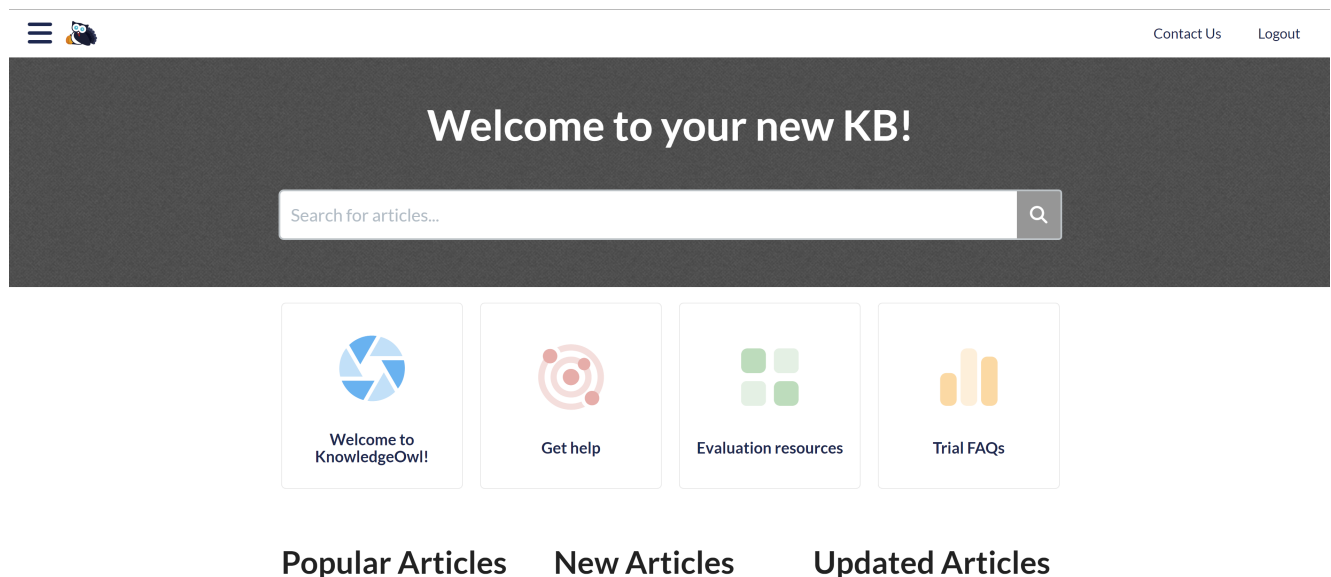 Contact Us Logout
Welcome to your new KB!
Search for articles...
Welcome to
KnowledgeOwl!
Get help
Evaluation resources
Trial FAQs
Popular Articles
New Articles
Updated Articles